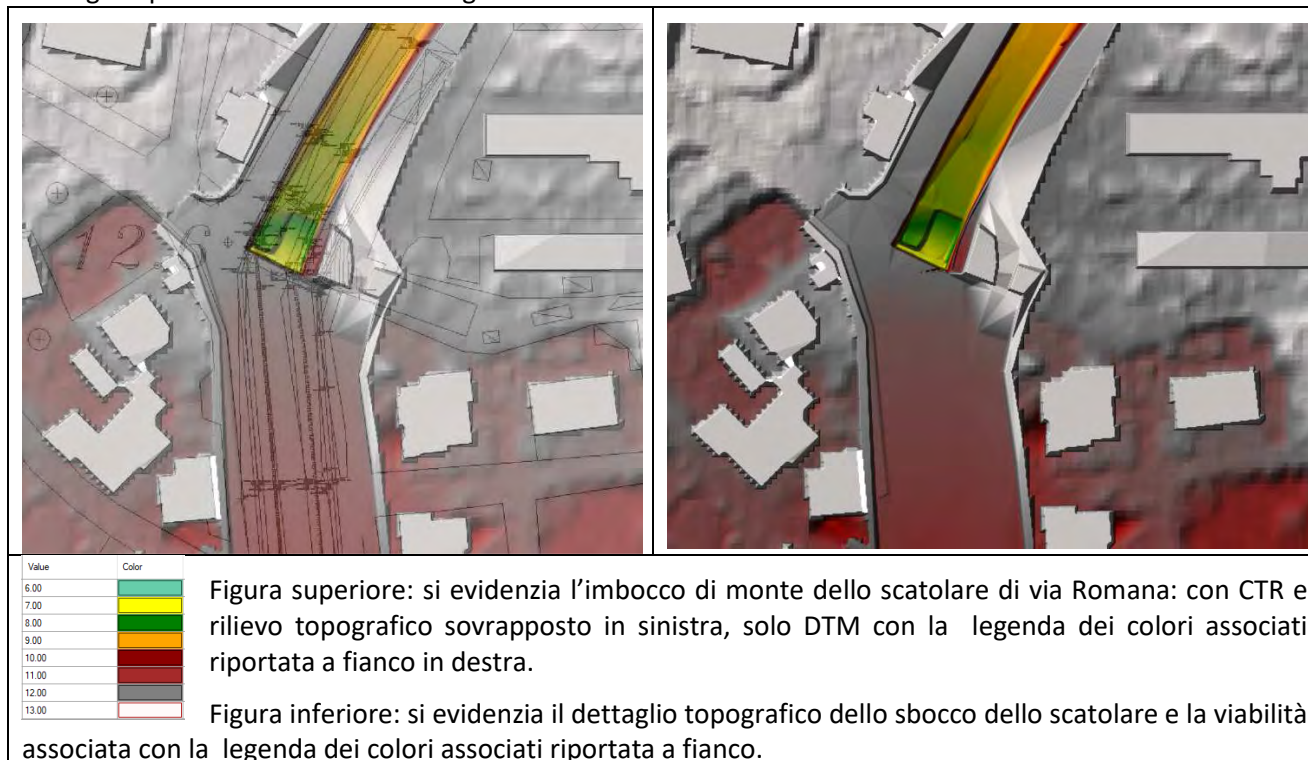 12
Value Color
6.00
7.00
8.00
9.00
10.00
11.00
12.00
13.00
Figura superiore: si evidenzia l'imbocco di monte dello scatolare di via Romana: con CTR e
rilievo topografico sovrapposto in sinistra, solo DTM con la legenda dei colori associati
riportata a fianco in destra.
Figura inferiore: si evidenzia il dettaglio topografico dello sbocco dello scatolare e la viabilità
associata con la legenda dei colori associati riportata a fianco.